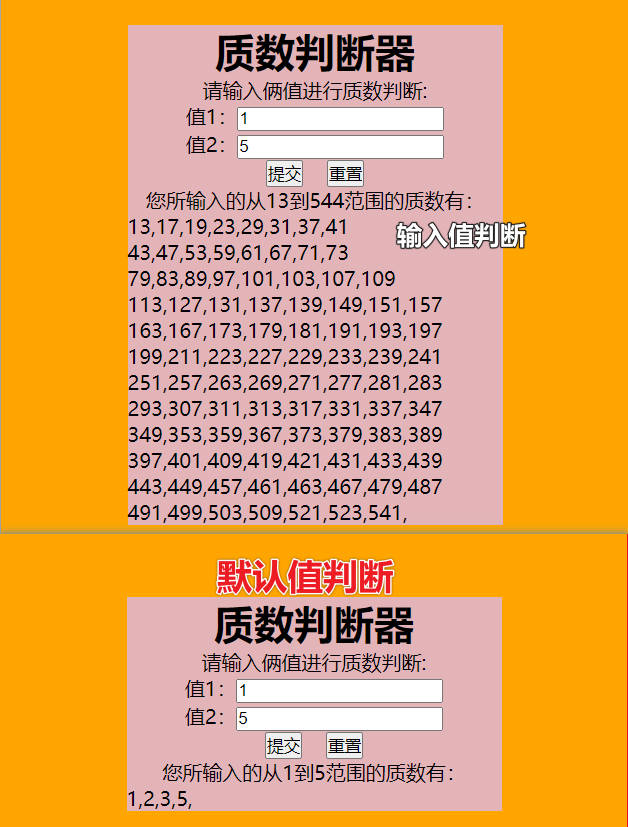 质数判断器
请输入俩值进行质数判断:
值1：1
值2：5
提交 重置
您所输入的从13到544范围的质数有：
13,17,19,23,29,31,37,41
输入值判断
43,47,53,59,61,67,71,73
79,83,89,97,101,103,107,109
113,127,131,137,139,149,151,157
163,167,173,179,181,191,193,197
199,211,223,227,229,233,239,241
251,257,263,269,271,277,281,283
293,307,311,313,317,331,337,347
349,353,359,367,373,379,383,389
397,401,409,419,421,431,433,439
443,449,457,461,463,467,479,487
491,499,503,509,521,523,541,
默认值判断
质数判断器
请输入俩值进行质数判断:
值1：1
值2：5
提交 重置
您所输入的从1到5范围的质数有：
1,2,3,5,